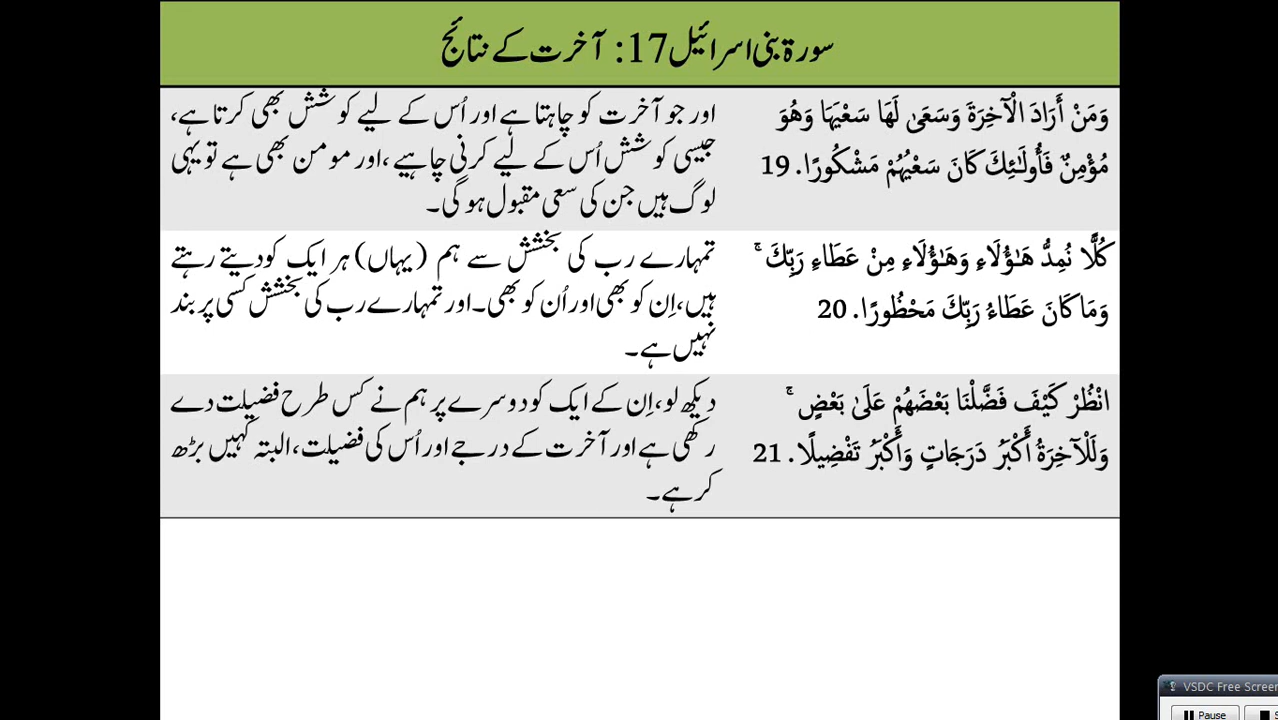 سورۃ بنی اسرائیل 17: آخرت کے نتائج
وَمَنْ أَرَادَ الْآخِرَةَ وَسَعَىٰ لَهَا سَعْيَهَا وَهُوَ
مُؤْمِنٌ فَأُولَـٰئِكَ كَانَ سَعْيُهُمْ مَشْكُورًا. 19
اور جو آخرت کو چاہتا ہے اور اُس کے لیے کوشش بھی کرتا ہے،
جیسی کوشش اُس کے لیے کرنی چاہیے، اور مومن بھی ہے تو یہی
لوگ ہیں جن کی سعی مقبول ہو گی۔
كُلًّا نُمِدُّ هَـٰؤُلَاءِ وَهَـٰؤُلَاءِ مِنْ عَطَاءِ رَبِّكَ ۚ
وَمَا كَانَ عَطَاءُ رَبِّكَ مَحْظُورًا. 20
تمہارے رب کی بخشش سے ہم (یہاں) ہر ایک کو دیتے رہتے
ہیں، اِن کو بھی اور اُن کو بھی۔ اور تمہارے رب کی بخشش کسی پر بند
نہیں ہے۔
انْظُرْ كَيْفَ فَضَّلْنَا بَعْضَهُمْ عَلَىٰ بَعْضٍ ۚ
وَلَلْآخِرَةُ أَكْبَرُ دَرَجَاتٍ وَأَكْبَرُ تَفْضِيلًا. 21
دیکھ لو، اِن کے ایک کو دوسرے پر ہم نے کس طرح فضیلت دے
رکھی ہے اور آخرت کے درجے اور اُس کی فضیلت، البتہ کہیں بڑھ
کر ہے۔
VSDC Free Screen
Pause